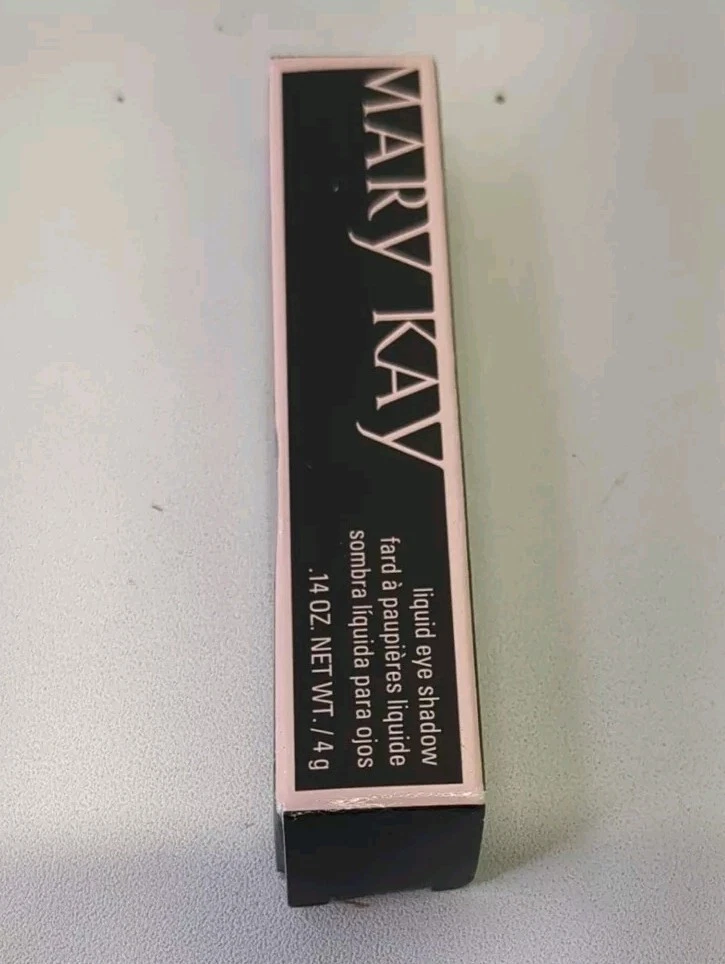 MARY KAY
liquid eye shadow
fard à paupières liquide
sombra líquida para ojos
.14 OZ. NET WT. / 4 g